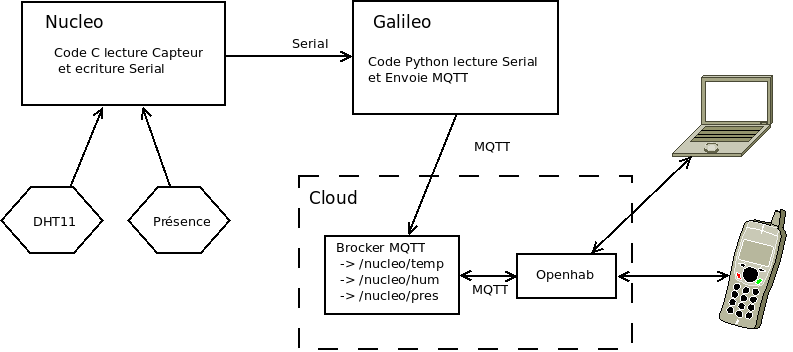 Nucleo
Code C lecture Capteur
et ecriture Serial
Serial
Galileo
Code Python lecture Serial
et Envoie MQTT
MQTT
DHT11
Présence
Cloud
Brocker MQTT
-> /nucleo/temp
-> /nucleo/hum
-> /nucleo/pres
MQTT
Openhab